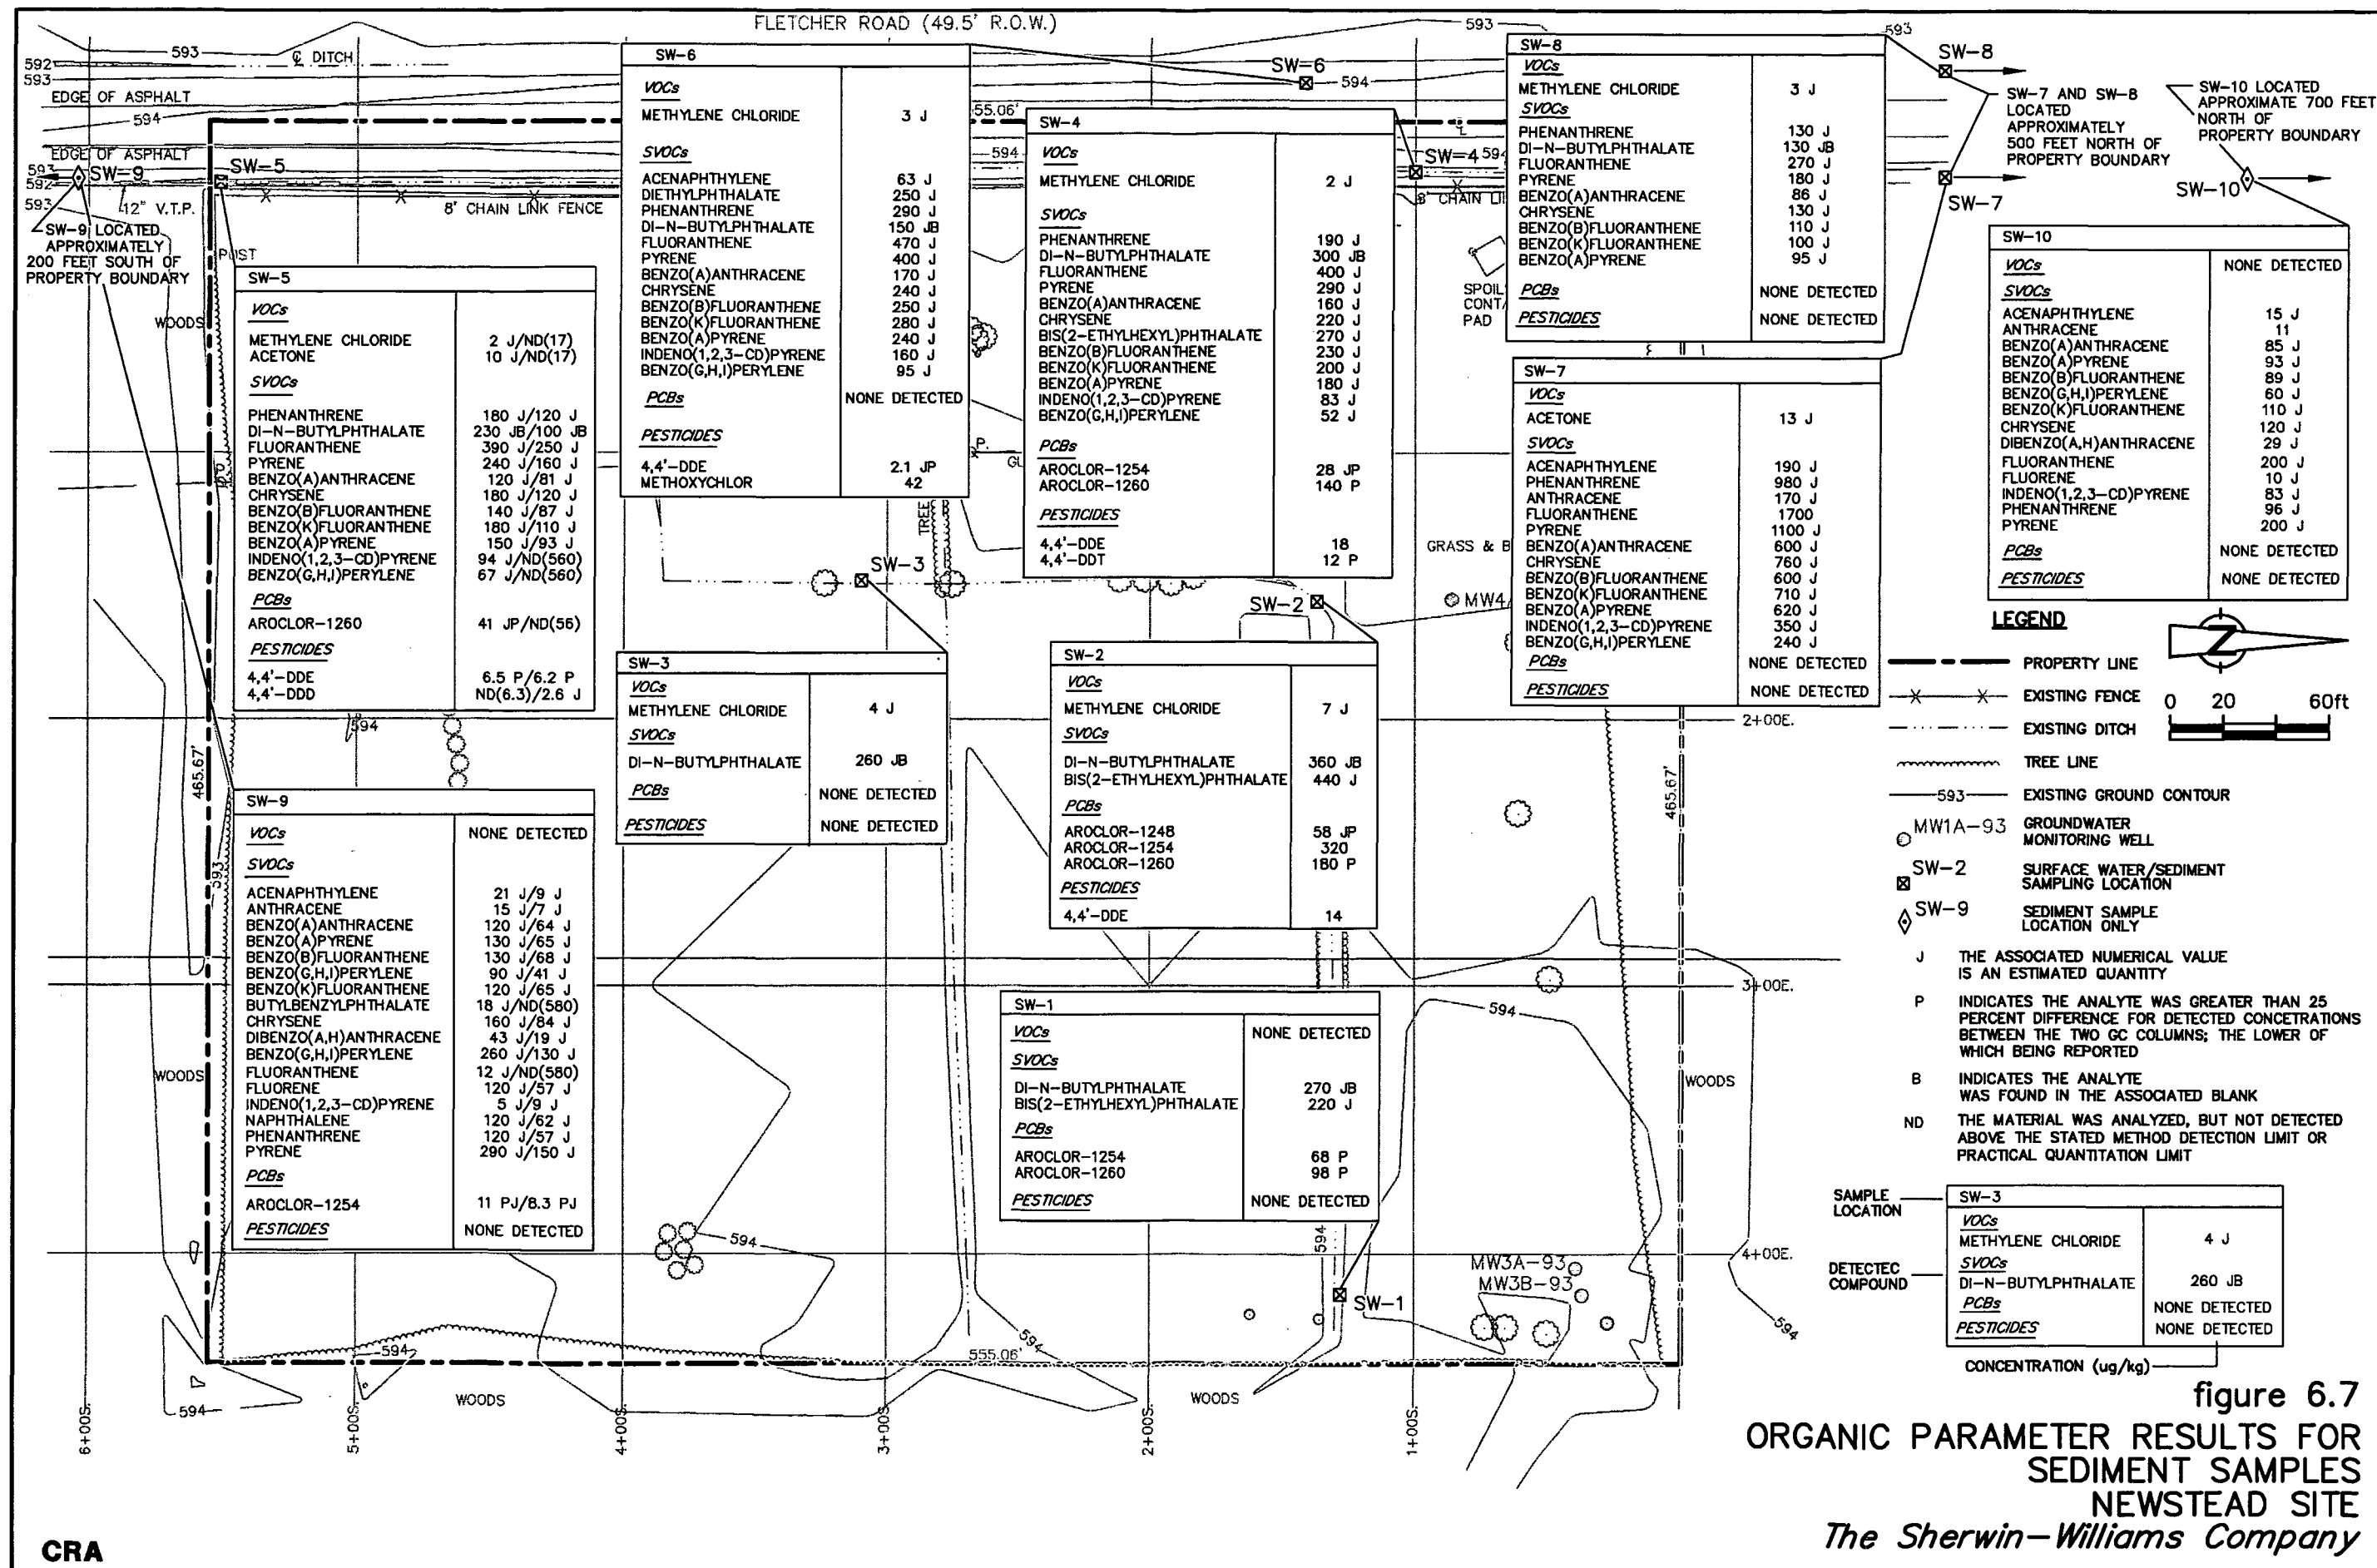 FLETCHER ROAD (49.5' R.O.W.)
593
592
593
℄ DITCH
EDGE OF ASPHALT
594
EDGE OF ASPHALT
593
592
593
SW-9
SW-5
12" V.T.P.
8' CHAIN LINK FENCE
SW-9 LOCATED
APPROXIMATELY
200 FEET SOUTH OF
PROPERTY BOUNDARY
WOODS
465.67'
SW-5
VOCs
METHYLENE CHLORIDE 2 J/ND(17)
ACETONE 10 J/ND(17)
SVOCs
PHENANTHRENE 180 J/120 J
DI-N-BUTYLPHTHALATE 230 JB/100 JB
FLUORANTHENE 390 J/250 J
PYRENE 240 J/160 J
BENZO(A)ANTHRACENE 120 J/81 J
CHRYSENE 180 J/120 J
BENZO(B)FLUORANTHENE 140 J/87 J
BENZO(K)FLUORANTHENE 180 J/110 J
BENZO(A)PYRENE 150 J/93 J
INDENO(1,2,3-CD)PYRENE 94 J/ND(560)
BENZO(G,H,I)PERYLENE 67 J/ND(560)
PCBs
AROCLOR-1260 41 JP/ND(56)
PESTICIDES
4,4'-DDE 6.5 P/6.2 P
4,4'-DDD ND(6.3)/2.6 J
594
593
SW-9
VOCs NONE DETECTED
SVOCs
ACENAPHTHYLENE 21 J/9 J
ANTHRACENE 15 J/7 J
BENZO(A)ANTHRACENE 120 J/64 J
BENZO(A)PYRENE 130 J/65 J
BENZO(B)FLUORANTHENE 130 J/68 J
BENZO(G,H,I)PERYLENE 90 J/41 J
BENZO(K)FLUORANTHENE 120 J/65 J
BUTYLBENZYLPHTHALATE 18 J/ND(580)
CHRYSENE 160 J/84 J
DIBENZO(A,H)ANTHRACENE 43 J/19 J
BENZO(G,H,I)PERYLENE 260 J/130 J
FLUORANTHENE 12 J/ND(580)
FLUORENE 120 J/57 J
INDENO(1,2,3-CD)PYRENE 5 J/9 J
NAPHTHALENE 120 J/62 J
PHENANTHRENE 120 J/57 J
PYRENE 290 J/150 J
PCBs
AROCLOR-1254 11 PJ/8.3 PJ
PESTICIDES NONE DETECTED
WOODS
SW-6
VOCs
METHYLENE CHLORIDE 3 J
SVOCs
ACENAPHTHYLENE 63 J
DIETHYLPHTHALATE 250 J
PHENANTHRENE 290 J
DI-N-BUTYLPHTHALATE 150 JB
FLUORANTHENE 470 J
PYRENE 400 J
BENZO(A)ANTHRACENE 170 J
CHRYSENE 240 J
BENZO(B)FLUORANTHENE 250 J
BENZO(K)FLUORANTHENE 280 J
BENZO(A)PYRENE 240 J
INDENO(1,2,3-CD)PYRENE 160 J
BENZO(G,H,I)PERYLENE 95 J
PCBs NONE DETECTED
PESTICIDES
4,4'-DDE 2.1 JP
METHOXYCHLOR 42
SW-6
594
593
55.06'
594
TREE
SW-3
SW-3
VOCs
METHYLENE CHLORIDE 4 J
SVOCs
DI-N-BUTYLPHTHALATE 260 JB
PCBs NONE DETECTED
PESTICIDES NONE DETECTED
SW-4
VOCs
METHYLENE CHLORIDE 2 J
SVOCs
PHENANTHRENE 190 J
DI-N-BUTYLPHTHALATE 300 JB
FLUORANTHENE 400 J
PYRENE 290 J
BENZO(A)ANTHRACENE 160 J
CHRYSENE 220 J
BIS(2-ETHYLHEXYL)PHTHALATE 270 J
BENZO(B)FLUORANTHENE 230 J
BENZO(K)FLUORANTHENE 200 J
BENZO(A)PYRENE 180 J
INDENO(1,2,3-CD)PYRENE 83 J
BENZO(G,H,I)PERYLENE 52 J
PCBs
AROCLOR-1254 28 JP
AROCLOR-1260 140 P
PESTICIDES
4,4'-DDE 18
4,4'-DDT 12 P
SW-4
594
8' CHAIN LI
SPOIL
CONT
PAD
GRASS & B
MW4
SW-2
SW-2
VOCs
METHYLENE CHLORIDE 7 J
SVOCs
DI-N-BUTYLPHTHALATE 360 JB
BIS(2-ETHYLHEXYL)PHTHALATE 440 J
PCBs
AROCLOR-1248 58 JP
AROCLOR-1254 320
AROCLOR-1260 180 P
PESTICIDES
4,4'-DDE 14
SW-1
VOCs NONE DETECTED
SVOCs
DI-N-BUTYLPHTHALATE 270 JB
BIS(2-ETHYLHEXYL)PHTHALATE 220 J
PCBs
AROCLOR-1254 68 P
AROCLOR-1260 98 P
PESTICIDES NONE DETECTED
594
SW-1
MW3A-93
MW3B-93
594
SW-8
VOCs
METHYLENE CHLORIDE 3 J
SVOCs
PHENANTHRENE 130 J
DI-N-BUTYLPHTHALATE 130 JB
FLUORANTHENE 270 J
PYRENE 180 J
BENZO(A)ANTHRACENE 86 J
CHRYSENE 130 J
BENZO(B)FLUORANTHENE 110 J
BENZO(K)FLUORANTHENE 100 J
BENZO(A)PYRENE 95 J
PCBs NONE DETECTED
PESTICIDES NONE DETECTED
SW-7
VOCs
ACETONE 13 J
SVOCs
ACENAPHTHYLENE 190 J
PHENANTHRENE 980 J
ANTHRACENE 170 J
FLUORANTHENE 1700
PYRENE 1100 J
BENZO(A)ANTHRACENE 600 J
CHRYSENE 760 J
BENZO(B)FLUORANTHENE 600 J
BENZO(K)FLUORANTHENE 710 J
BENZO(A)PYRENE 620 J
INDENO(1,2,3-CD)PYRENE 350 J
BENZO(G,H,I)PERYLENE 240 J
PCBs NONE DETECTED
PESTICIDES NONE DETECTED
593
SW-8
SW-7
SW-7 AND SW-8
LOCATED
APPROXIMATELY
500 FEET NORTH OF
PROPERTY BOUNDARY
SW-10 LOCATED
APPROXIMATE 700 FEET
NORTH OF
PROPERTY BOUNDARY
SW-10
SW-10
VOCs NONE DETECTED
SVOCs
ACENAPHTHYLENE 15 J
ANTHRACENE 11
BENZO(A)ANTHRACENE 85 J
BENZO(A)PYRENE 93 J
BENZO(B)FLUORANTHENE 89 J
BENZO(G,H,I)PERYLENE 60 J
BENZO(K)FLUORANTHENE 110 J
CHRYSENE 120 J
DIBENZO(A,H)ANTHRACENE 29 J
FLUORANTHENE 200 J
FLUORENE 10 J
INDENO(1,2,3-CD)PYRENE 83 J
PHENANTHRENE 96 J
PYRENE 200 J
PCBs NONE DETECTED
PESTICIDES NONE DETECTED
2+00E.
465.67'
3+00E.
WOODS
4+00E.
594
594
594
594
594
555.06'
WOODS
WOODS
6+00S.
5+00S.
4+00S.
3+00S.
2+00S.
1+00S.
LEGEND
Z
PROPERTY LINE
EXISTING FENCE
0 20 60ft
EXISTING DITCH
TREE LINE
593 EXISTING GROUND CONTOUR
MW1A-93 GROUNDWATER
MONITORING WELL
SW-2 SURFACE WATER/SEDIMENT
SAMPLING LOCATION
SW-9 SEDIMENT SAMPLE
LOCATION ONLY
J THE ASSOCIATED NUMERICAL VALUE
IS AN ESTIMATED QUANTITY
P INDICATES THE ANALYTE WAS GREATER THAN 25
PERCENT DIFFERENCE FOR DETECTED CONCETRATIONS
BETWEEN THE TWO GC COLUMNS; THE LOWER OF
WHICH BEING REPORTED
B INDICATES THE ANALYTE
WAS FOUND IN THE ASSOCIATED BLANK
ND THE MATERIAL WAS ANALYZED, BUT NOT DETECTED
ABOVE THE STATED METHOD DETECTION LIMIT OR
PRACTICAL QUANTITATION LIMIT
SAMPLE
LOCATION
SW-3
VOCs
METHYLENE CHLORIDE 4 J
SVOCs
DETECTEC
COMPOUND
DI-N-BUTYLPHTHALATE 260 JB
PCBs NONE DETECTED
PESTICIDES NONE DETECTED
CONCENTRATION (ug/kg)
figure 6.7
ORGANIC PARAMETER RESULTS FOR
SEDIMENT SAMPLES
NEWSTEAD SITE
The Sherwin-Williams Company
CRA